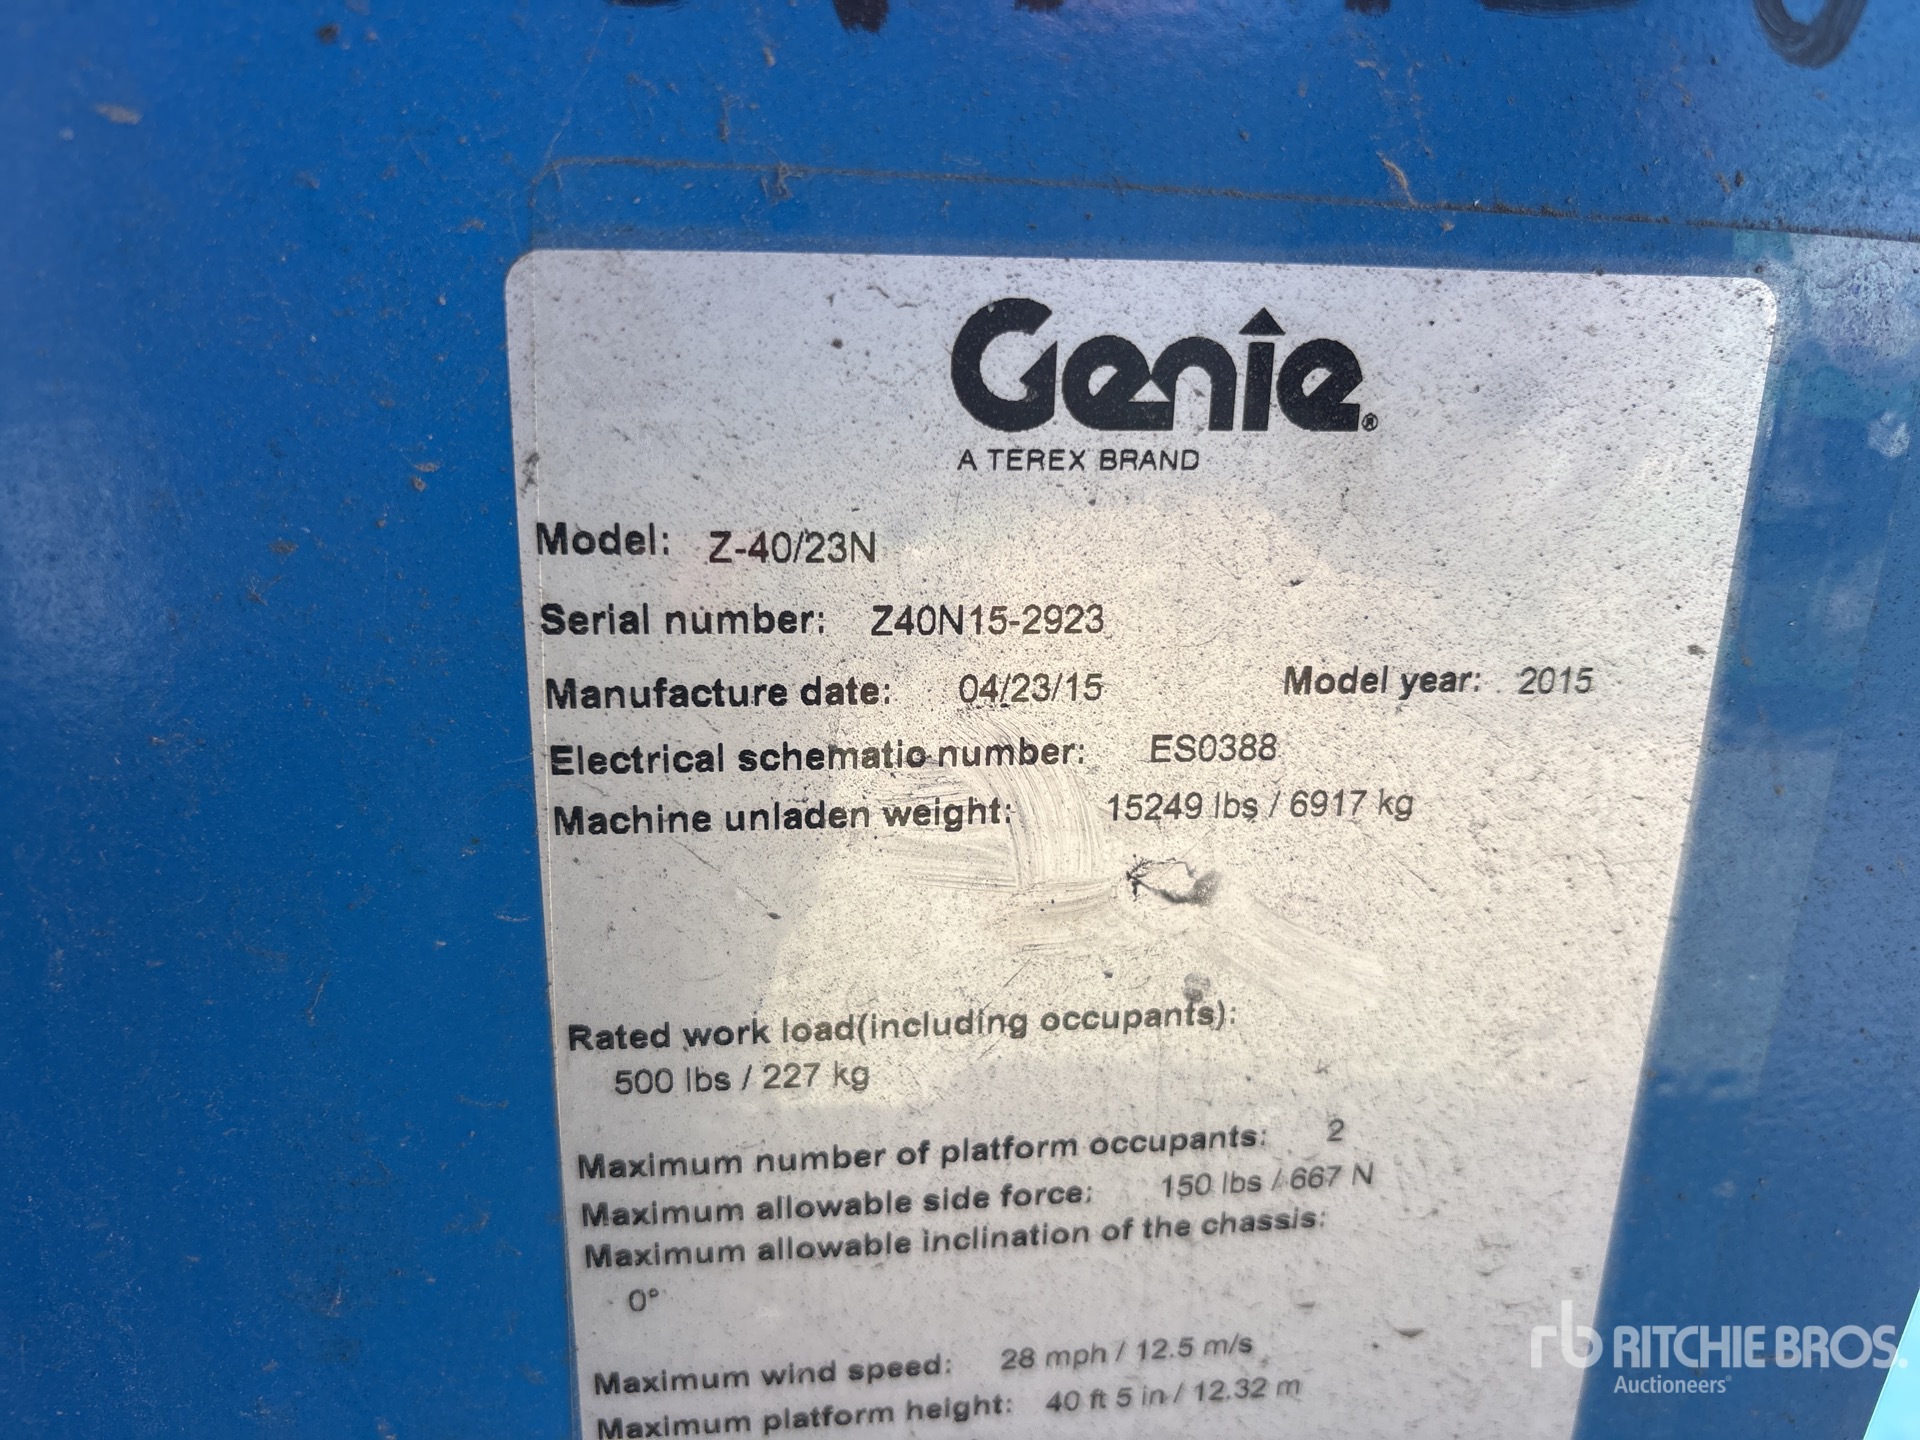 Genie®
A TEREX BRAND
Model: Z-40/23N
Serial number: Z40N15-2923
Manufacture date: 04/23/15 Model year: 2015
Electrical schematic number: ES0388
Machine unladen weight: 15249 lbs / 6917 kg
Rated work load(including occupants):
500 lbs / 227 kg
Maximum number of platform occupants: 2
Maximum allowable side force: 150 lbs / 667 N
Maximum allowable inclination of the chassis:
0°
Maximum wind speed: 28 mph / 12.5 m/s
Maximum platform height: 40 ft 5 in / 12.32 m
rb RITCHIE BROS.
Auctioneers®